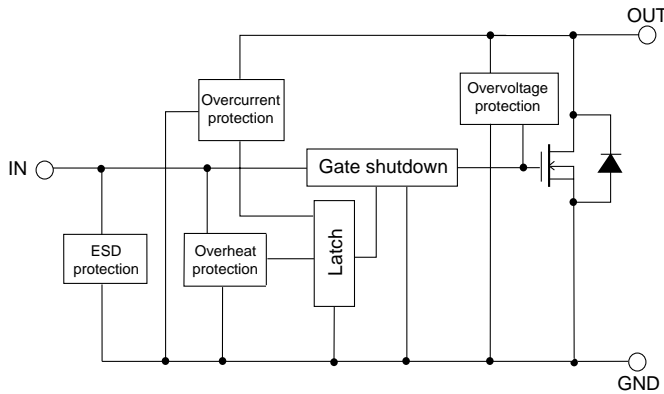 OUT
Overcurrent
protection
Overvoltage
protection
IN
Gate shutdown
ESD
protection
Overheat
protection
Latch
GND